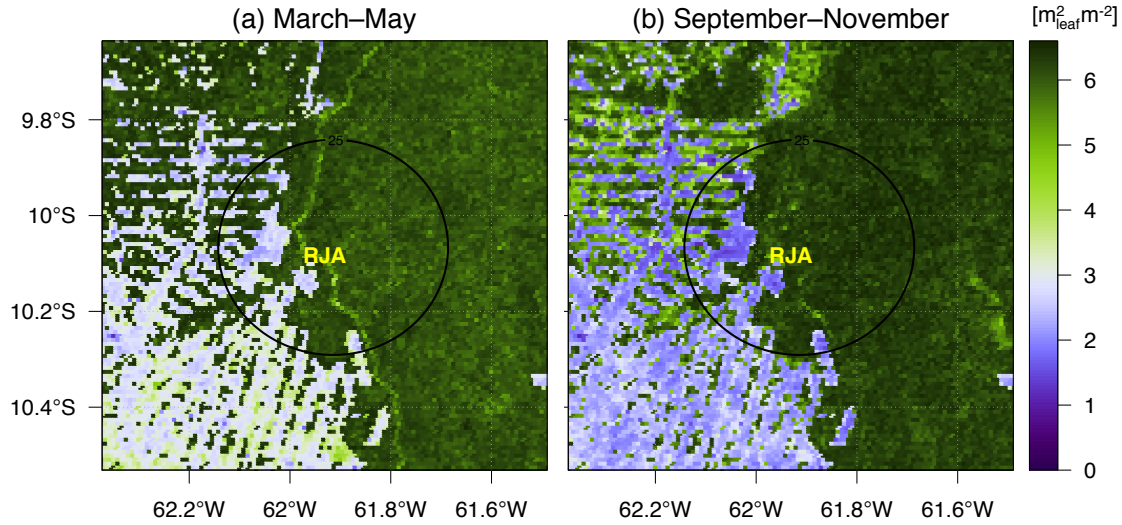 (a) March–May
(b) September–November
[m²leaf m-2]
9.8°S
10°S
10.2°S
10.4°S
25
RJA
25
RJA
6
5
4
3
2
1
0
62.2°W
62°W
61.8°W
61.6°W
62.2°W
62°W
61.8°W
61.6°W